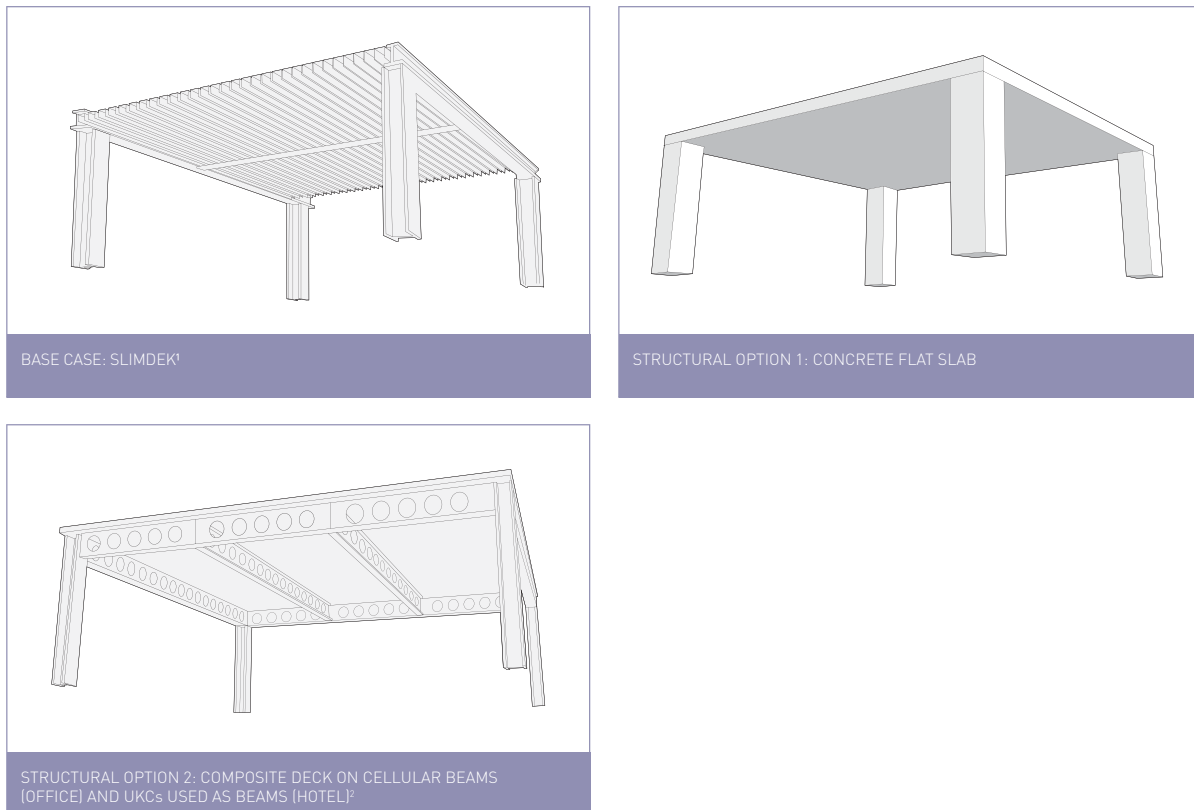 BASE CASE: SLIMDEK¹
STRUCTURAL OPTION 1: CONCRETE FLAT SLAB
STRUCTURAL OPTION 2: COMPOSITE DECK ON CELLULAR BEAMS
(OFFICE) AND UKCs USED AS BEAMS (HOTEL)²